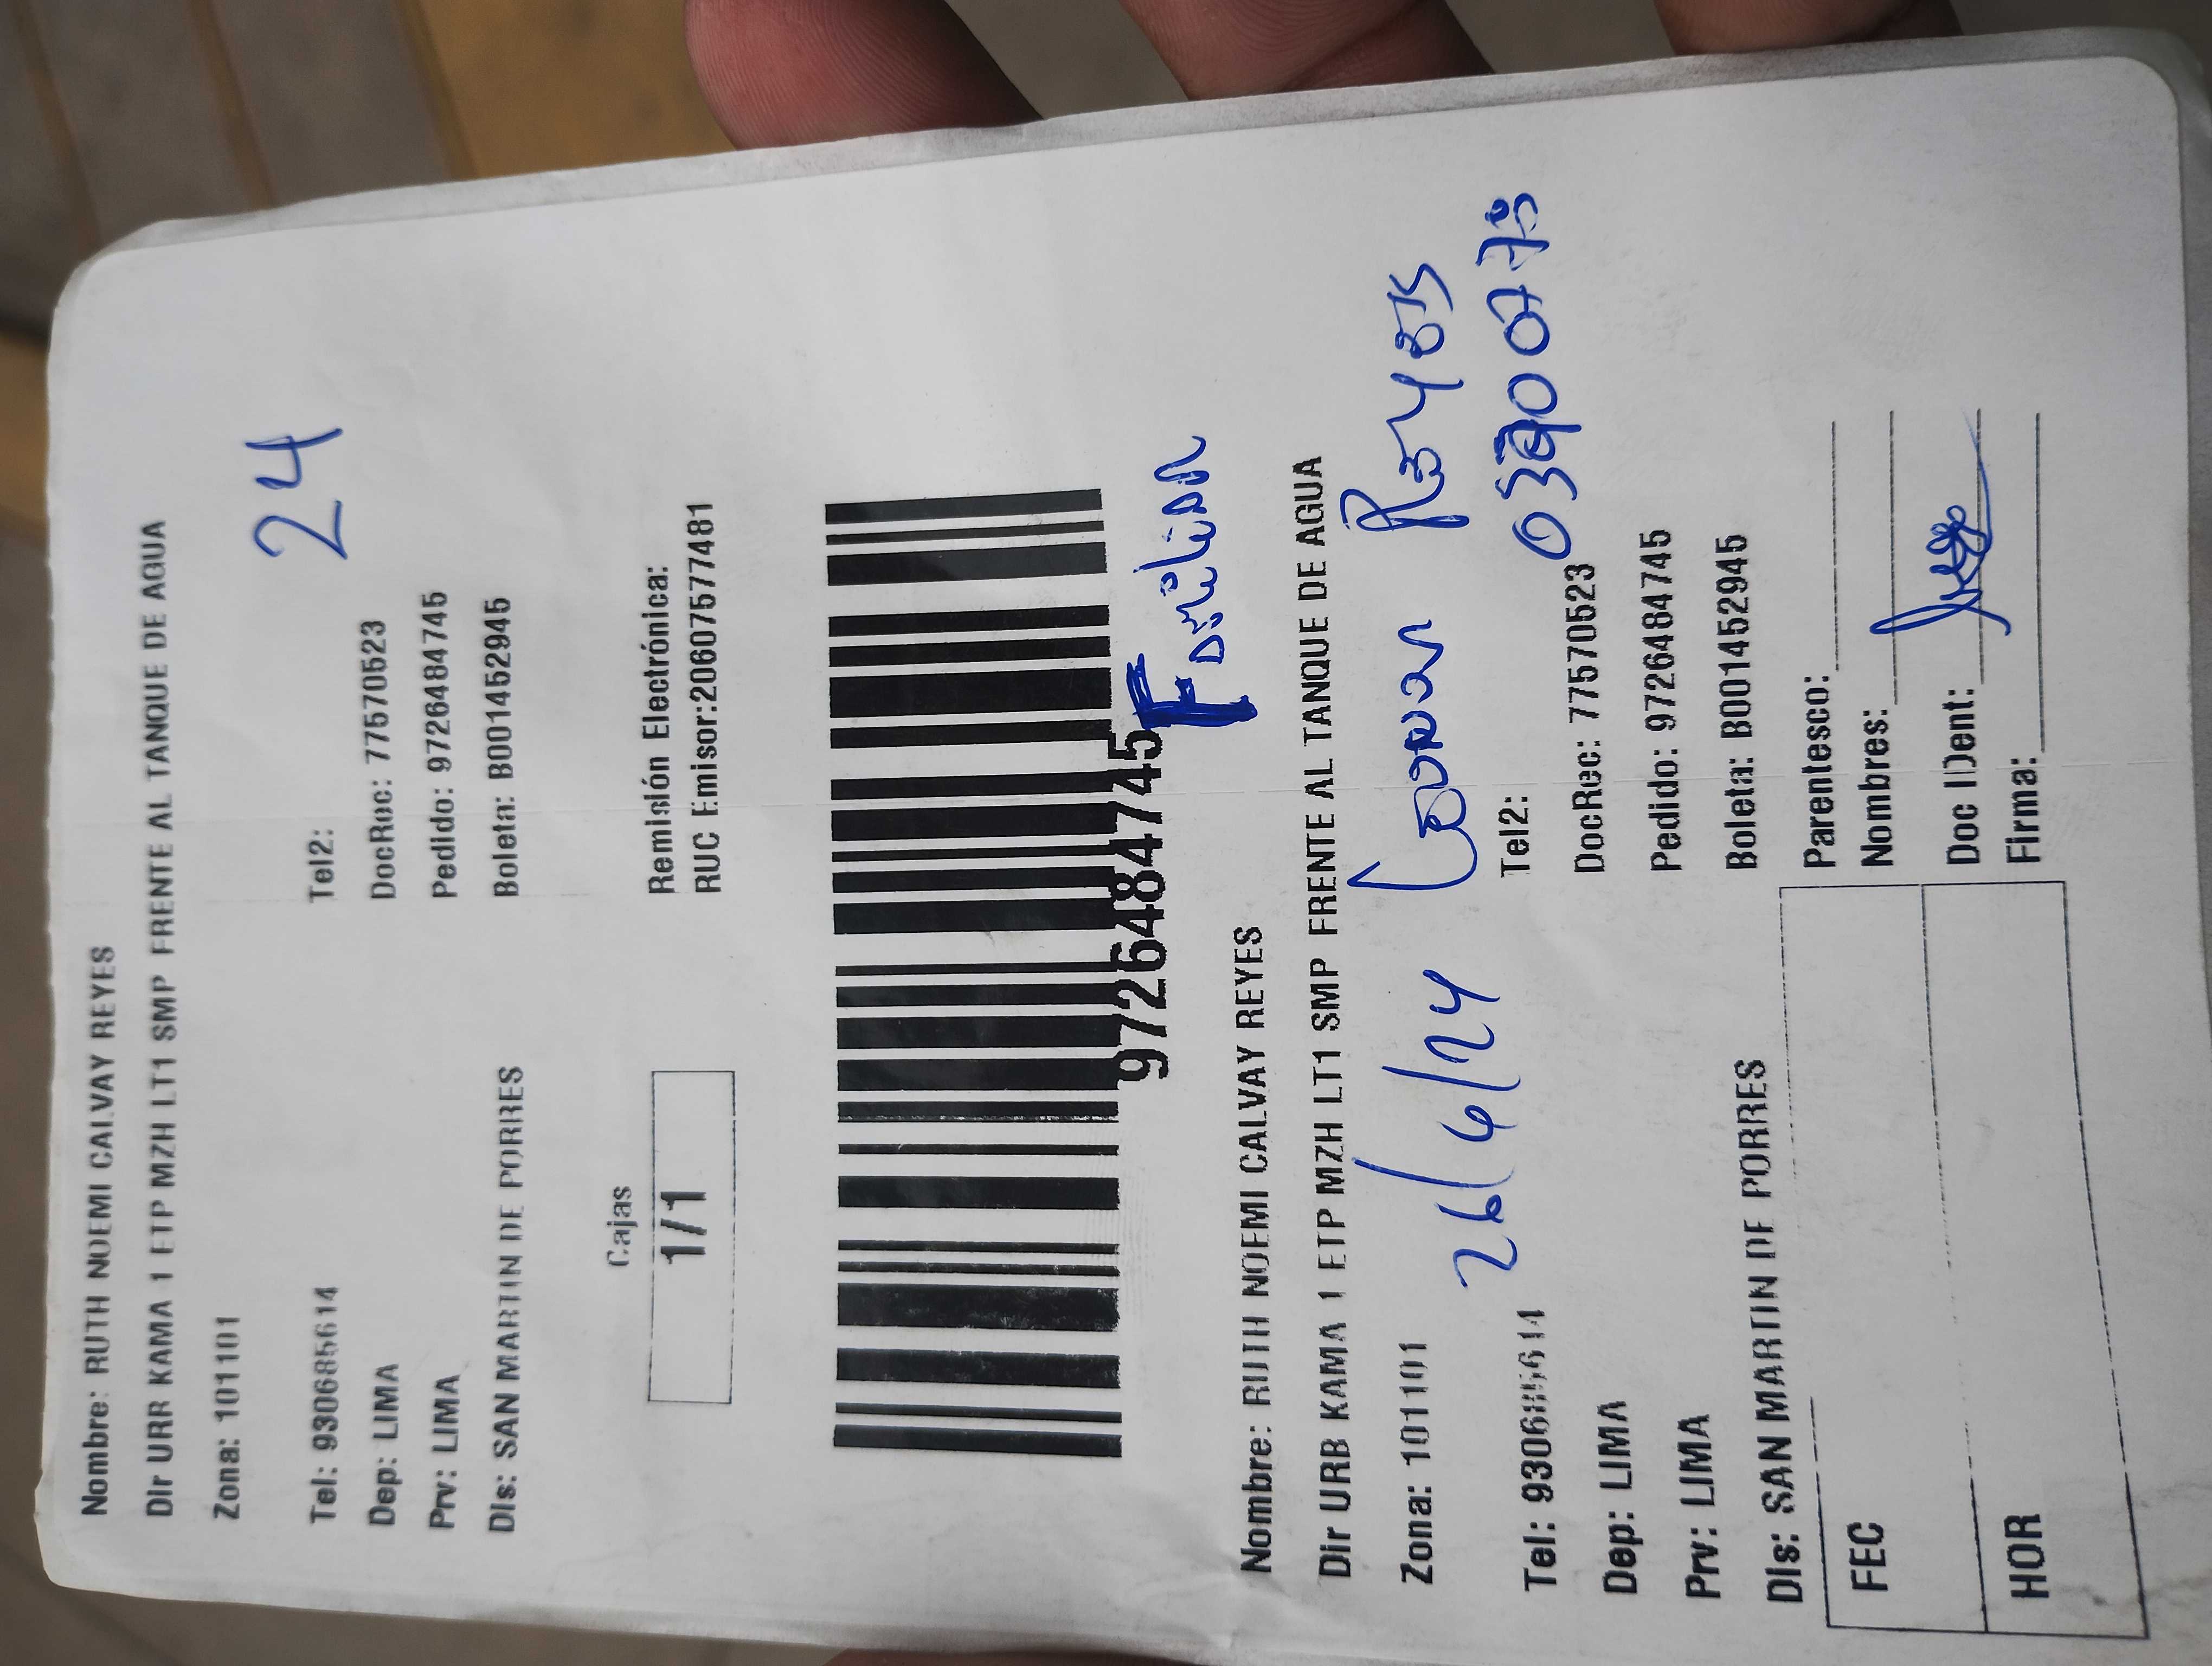 Nombre: RUTH NOEMI CALVAY REYES
Dir URB KAMA 1 ETP MZH LT1 SMP FRENTE AL TANQUE DE AGUA
Zona: 101101
24
Tel: 930685614 Tel2:
Dep: LIMA DocRec: 77570523
Prv: LIMA Pedido: 9726484745
Dis: SAN MARTIN DE PORRES Boleta: B001452945
Cajas
1/1
Remisión Electrónica:
RUC Emisor:20607577481
9726484745
Nombre: RUTH NOEMI CALVAY REYES
Dir URB KAMA 1 ETP MZH LT1 SMP FRENTE AL TANQUE DE AGUA
Zona: 101101
26/6/24 Reyes
Tel: 930685614 Tel2:
Dep: LIMA DocRec: 77570523
Prv: LIMA Pedido: 9726484745
Dis: SAN MARTIN DE PORRES Boleta: B001452945
FEC
HOR
Parentesco:
Nombres:
Doc IDent:
Firma: